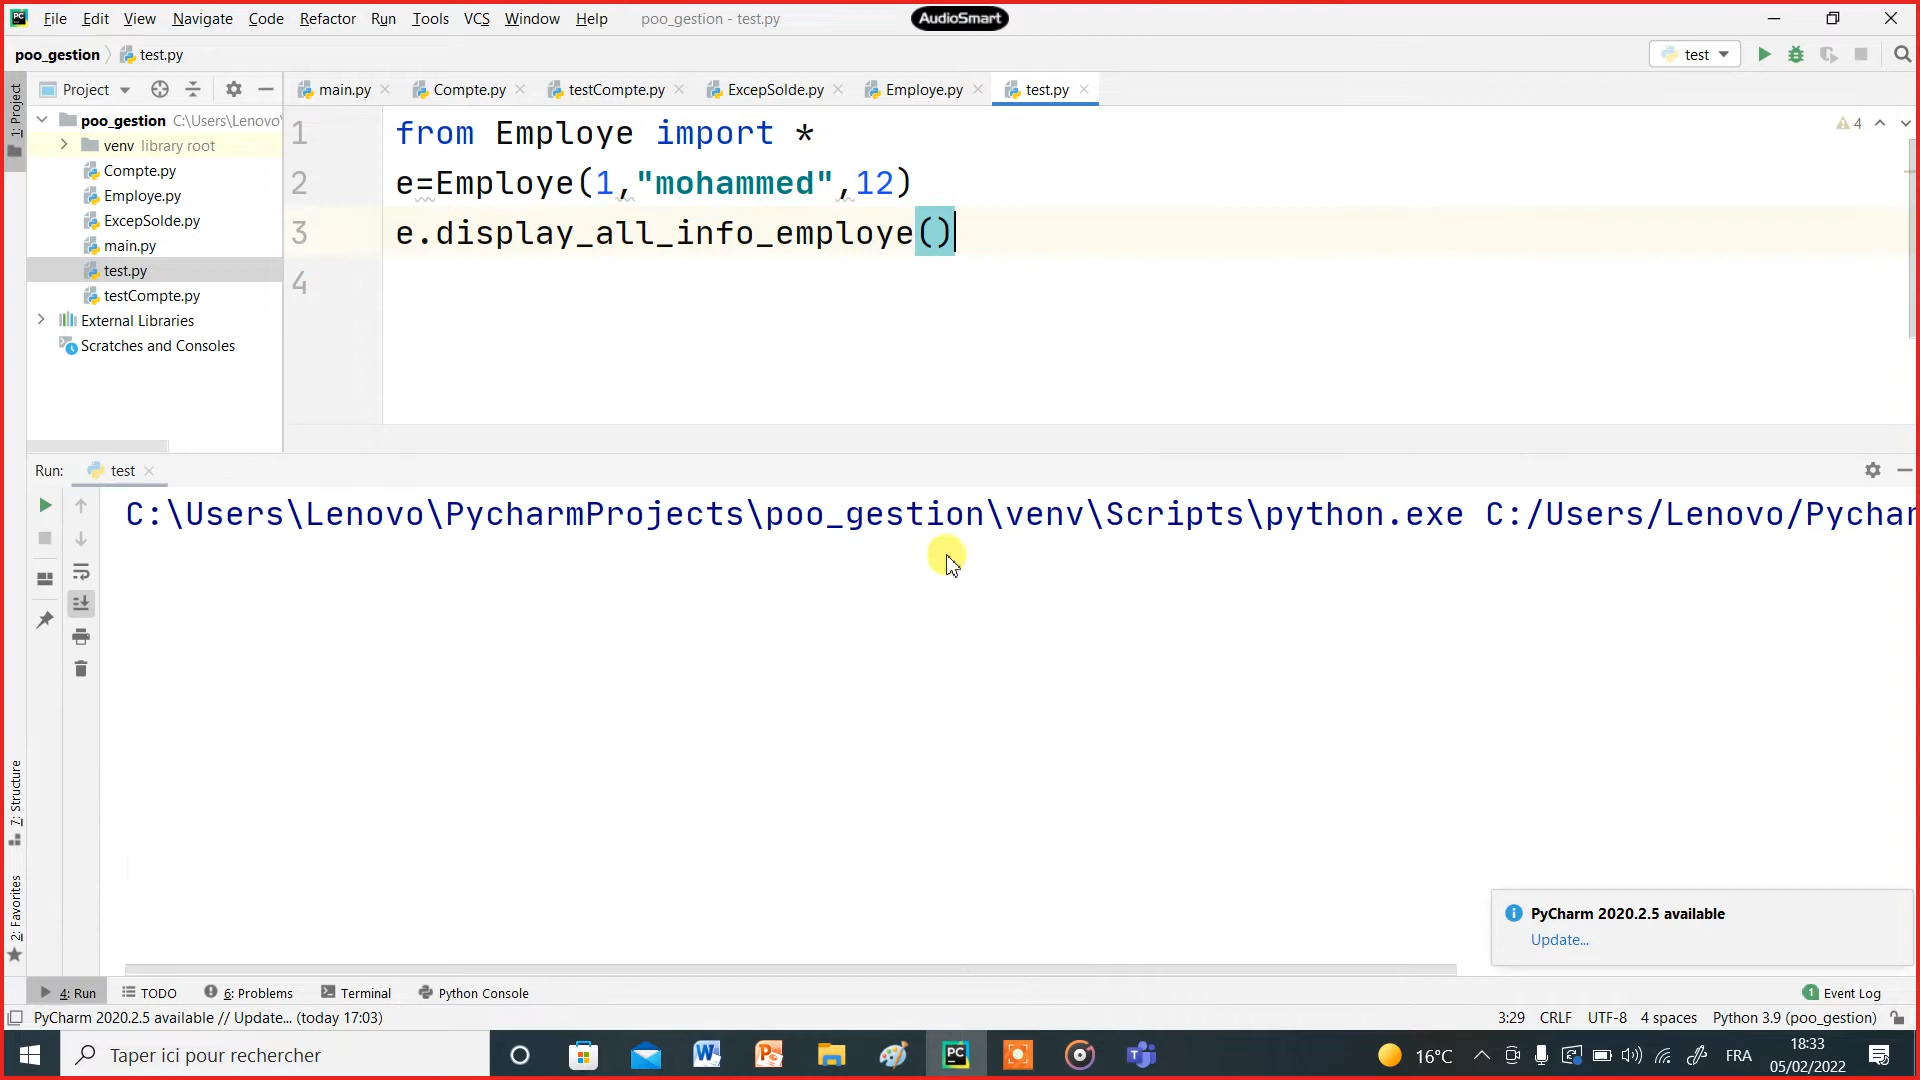 File Edit View Navigate Code Refactor Run Tools VCS Window Help poo_gestion - test.py
AudioSmart
poo_gestion test.py
test
1: Project
Project
main.py Compte.py testCompte.py ExcepSolde.py Employe.py test.py
poo_gestion C:\Users\Lenovo\
venv library root
Compte.py
Employe.py
ExcepSolde.py
main.py
test.py
testCompte.py
External Libraries
Scratches and Consoles
4
1 from Employe import *
2 e=Employe(1,"mohammed",12)
3 e.display_all_info_employe()
4
Run: test
C:\Users\Lenovo\PycharmProjects\poo_gestion\venv\Scripts\python.exe C:/Users/Lenovo/Pychar
7: Structure
2: Favorites
PyCharm 2020.2.5 available
Update...
4: Run TODO 6: Problems Terminal Python Console
1 Event Log
PyCharm 2020.2.5 available // Update... (today 17:03)
3:29 CRLF UTF-8 4 spaces Python 3.9 (poo_gestion)
Taper ici pour rechercher
16°C FRA
18:33
05/02/2022